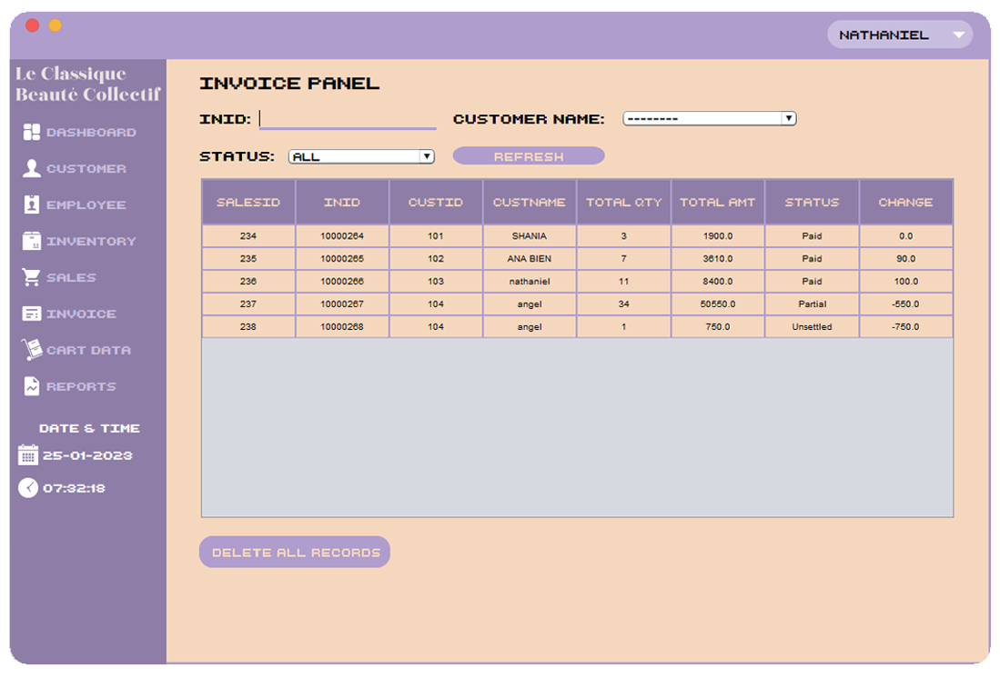 NATHANIEL
Le Classique
Beauté Collectif
DASHBOARD
CUSTOMER
EMPLOYEE
INVENTORY
SALES
INVOICE
CART DATA
REPORTS
DATE & TIME
25-01-2023
07:32:18
INVOICE PANEL
INID: CUSTOMER NAME: --------
STATUS: ALL REFRESH
SALESID INID CUSTID CUSTNAME TOTAL QTY TOTAL AMT STATUS CHANGE
234 10000264 101 SHANIA 3 1900.0 Paid 0.0
235 10000265 102 ANA BIEN 7 3610.0 Paid 90.0
236 10000266 103 nathaniel 11 8400.0 Paid 100.0
237 10000267 104 angel 34 50550.0 Partial -550.0
238 10000268 104 angel 1 750.0 Unsettled -750.0
DELETE ALL RECORDS